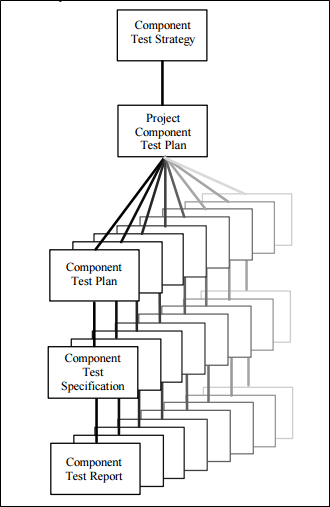 Component
Test Strategy
Project
Component
Test Plan
Component
Test Plan
Component
Test
Specification
Component
Test Report